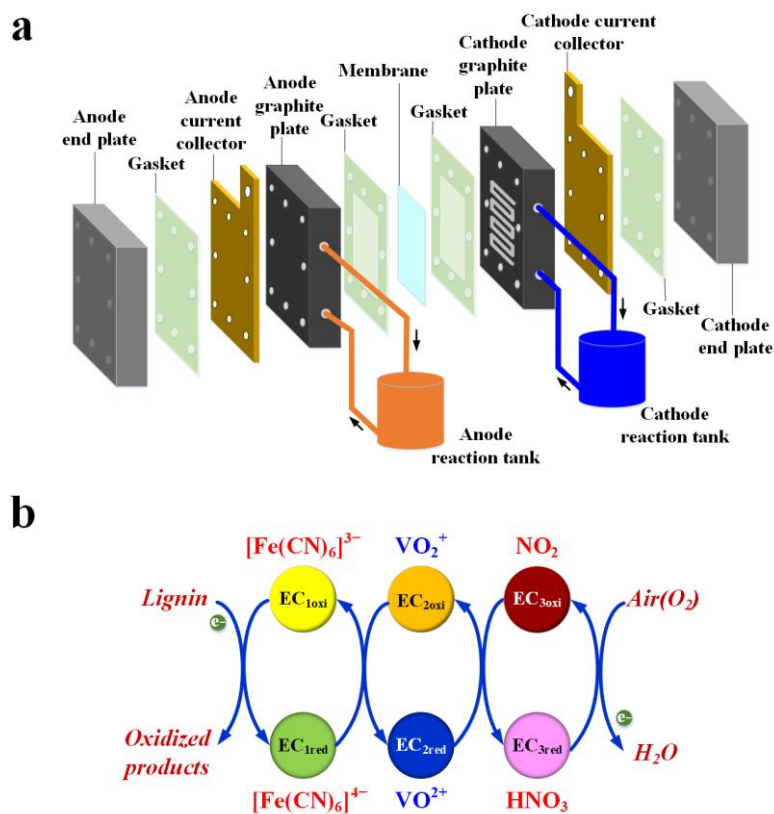 a
Anode
end plate
Gasket
Anode
current
collector
Anode
graphite
plate
Gasket
Membrane
Gasket
Cathode
graphite
plate
Cathode current
collector
Gasket
Cathode
end plate
Anode
reaction tank
Cathode
reaction tank
b
[Fe(CN)₆]³⁻
VO₂⁺
NO₂
Lignin
e-
EC₁oxi
EC₂oxi
EC₃oxi
Air(O₂)
Oxidized
products
EC₁red
EC₂red
EC₃red
e-
H₂O
[Fe(CN)₆]⁴⁻
VO²⁺
HNO₃